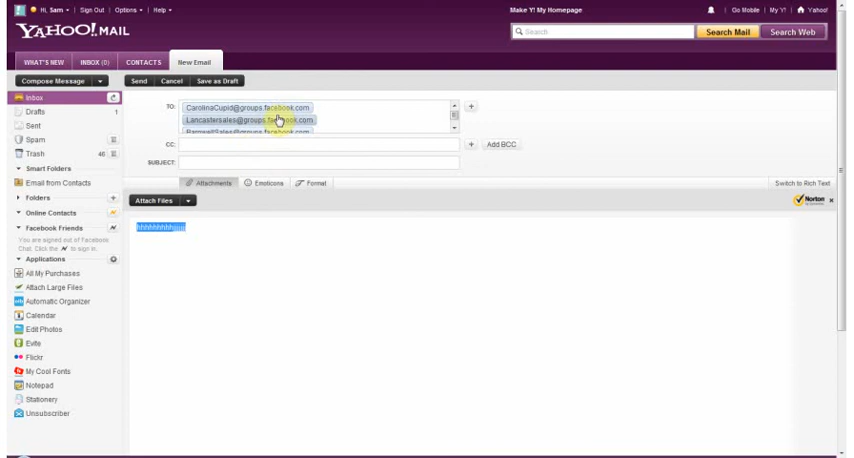 Hi, Sam Sign Out | Options Help Make Y! My Homepage Go Mobile | My Y! | Yahoo!
YAHOO! MAIL Search Search Mail Search Web
WHAT'S NEW INBOX (0) CONTACTS New Email
Compose Message Send Cancel Save as Draft
Inbox
TO: CarolinaCupid@groups.facebook.com
Drafts 1
Lancastersales@groups.facebook.com
Sent
BarnwellSales@groups.facebook.com
Spam
CC: Add BCC
Trash 46
SUBJECT:
Smart Folders
Email from Contacts Attachments Emoticons Format Switch to Rich Text
Folders
Attach Files Norton
Online Contacts
Facebook Friends hhhhhhhhhhjjjjjj
You are signed out of Facebook
Chat. Click the to sign in.
Applications
All My Purchases
Attach Large Files
Automatic Organizer
Calendar
Edit Photos
Evite
Flickr
My Cool Fonts
Notepad
Stationery
Unsubscriber